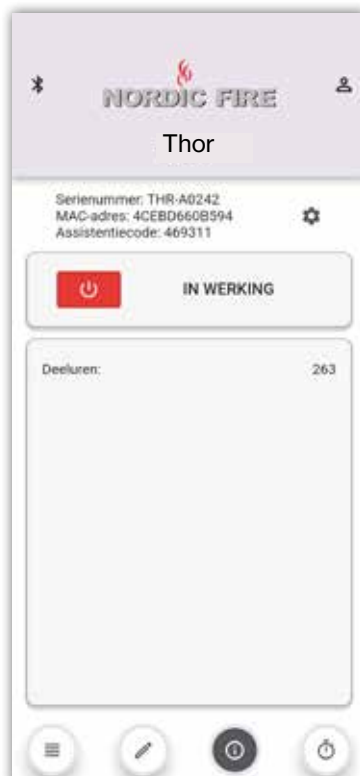 NORDIC FIRE
Thor
Serienummer: THR-A0242
MAC-adres: 4CEBD660B594
Assistentiecode: 469311
IN WERKING
Deeluren: 263